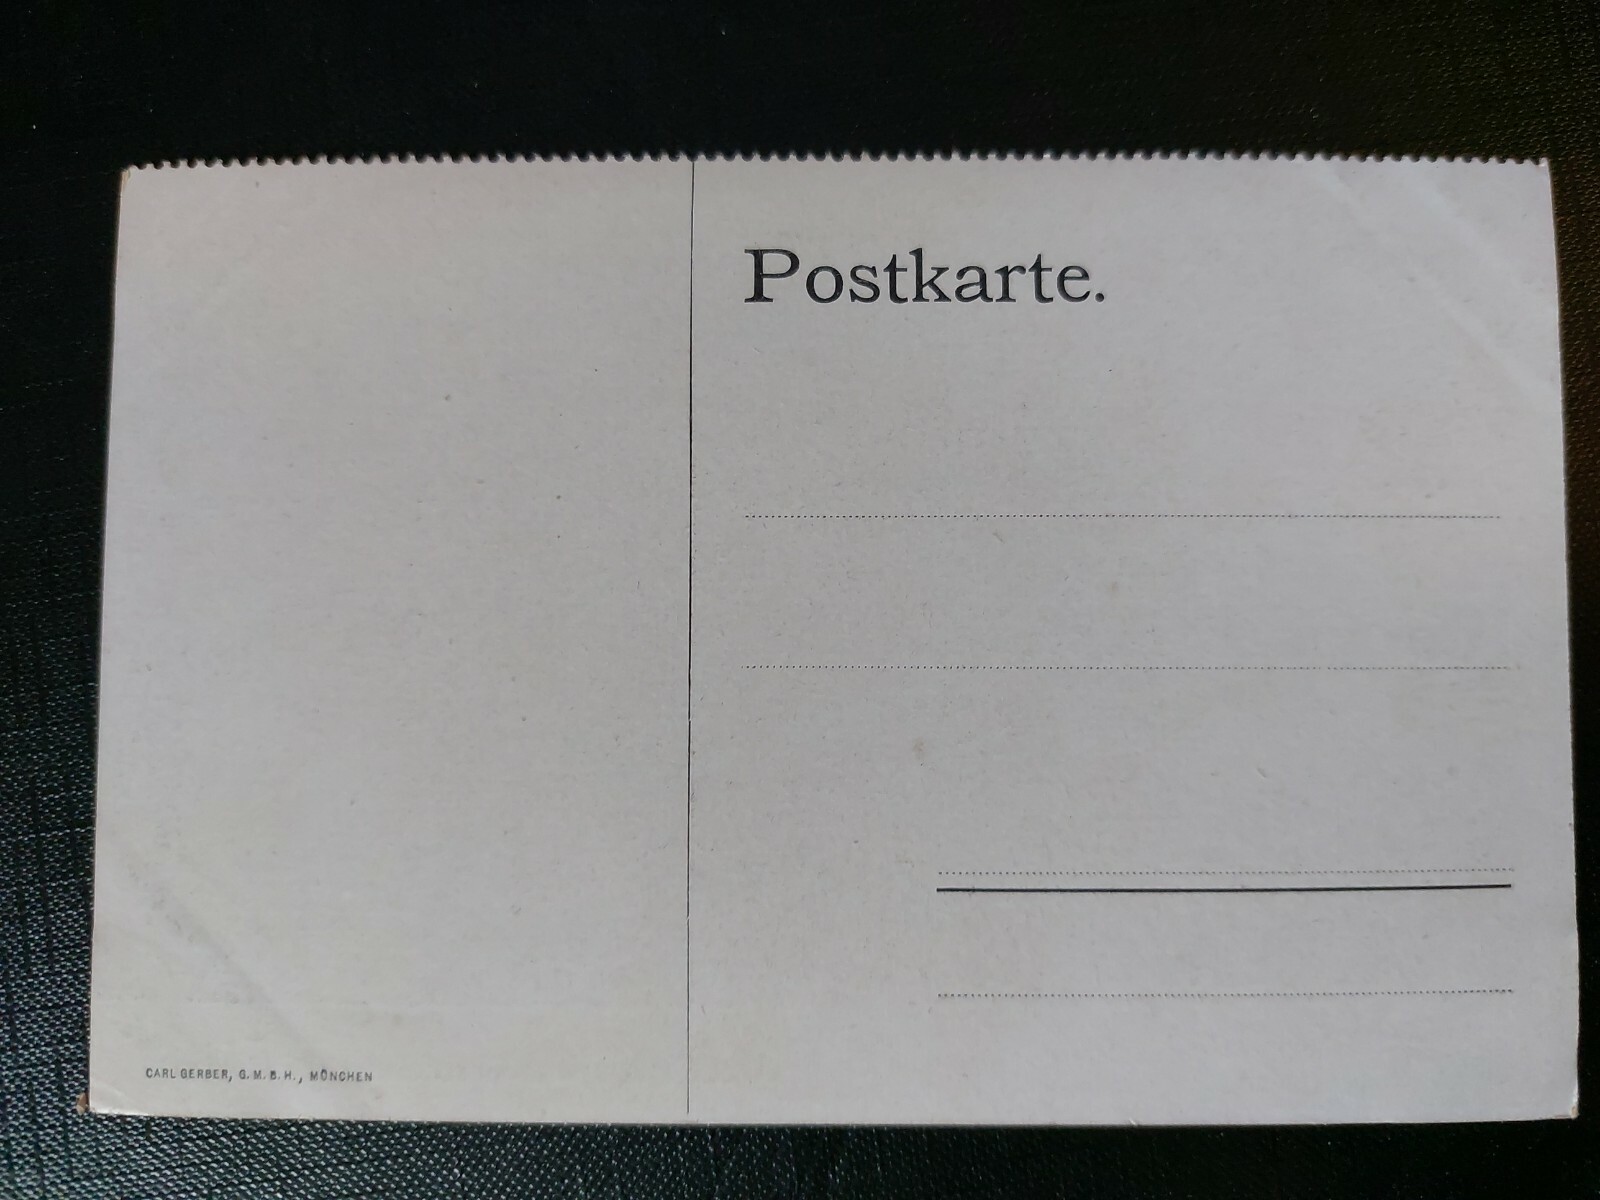 Postkarte.
CARL GERBER, G. M. B. H., MÜNCHEN